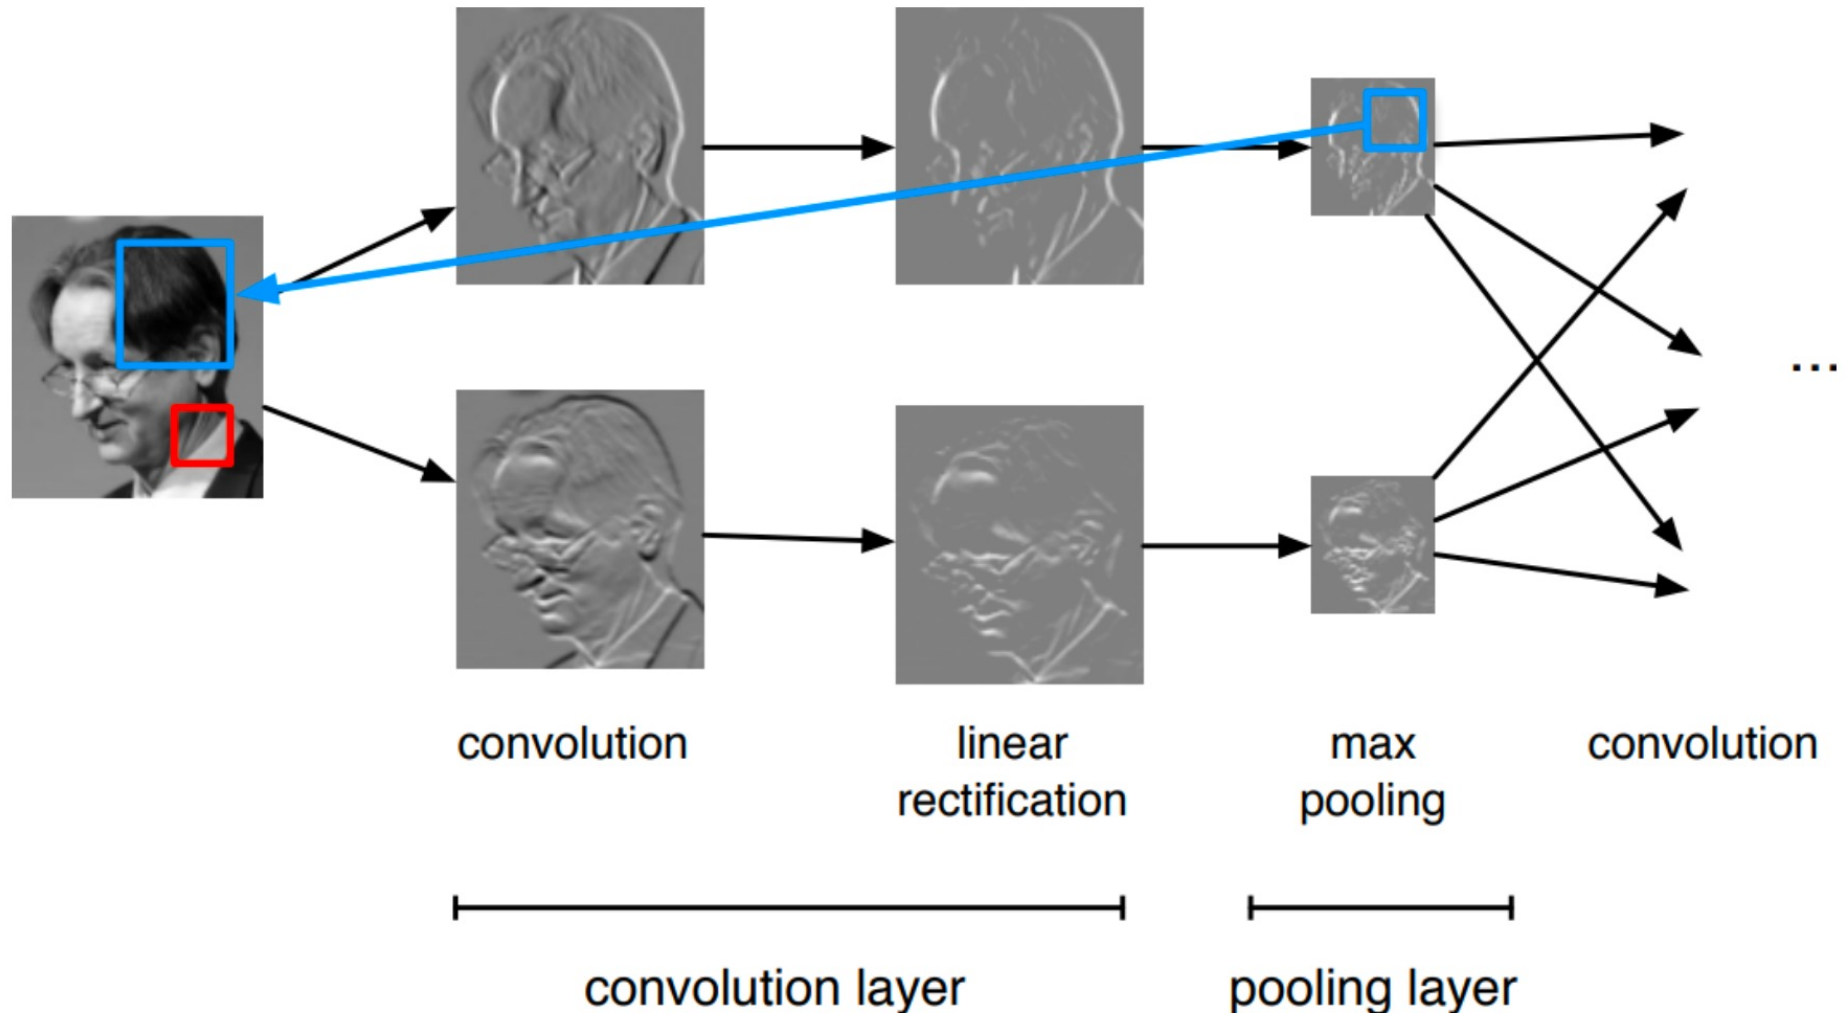 ...
convolution
linear
rectification
max
pooling
convolution
convolution layer
pooling layer